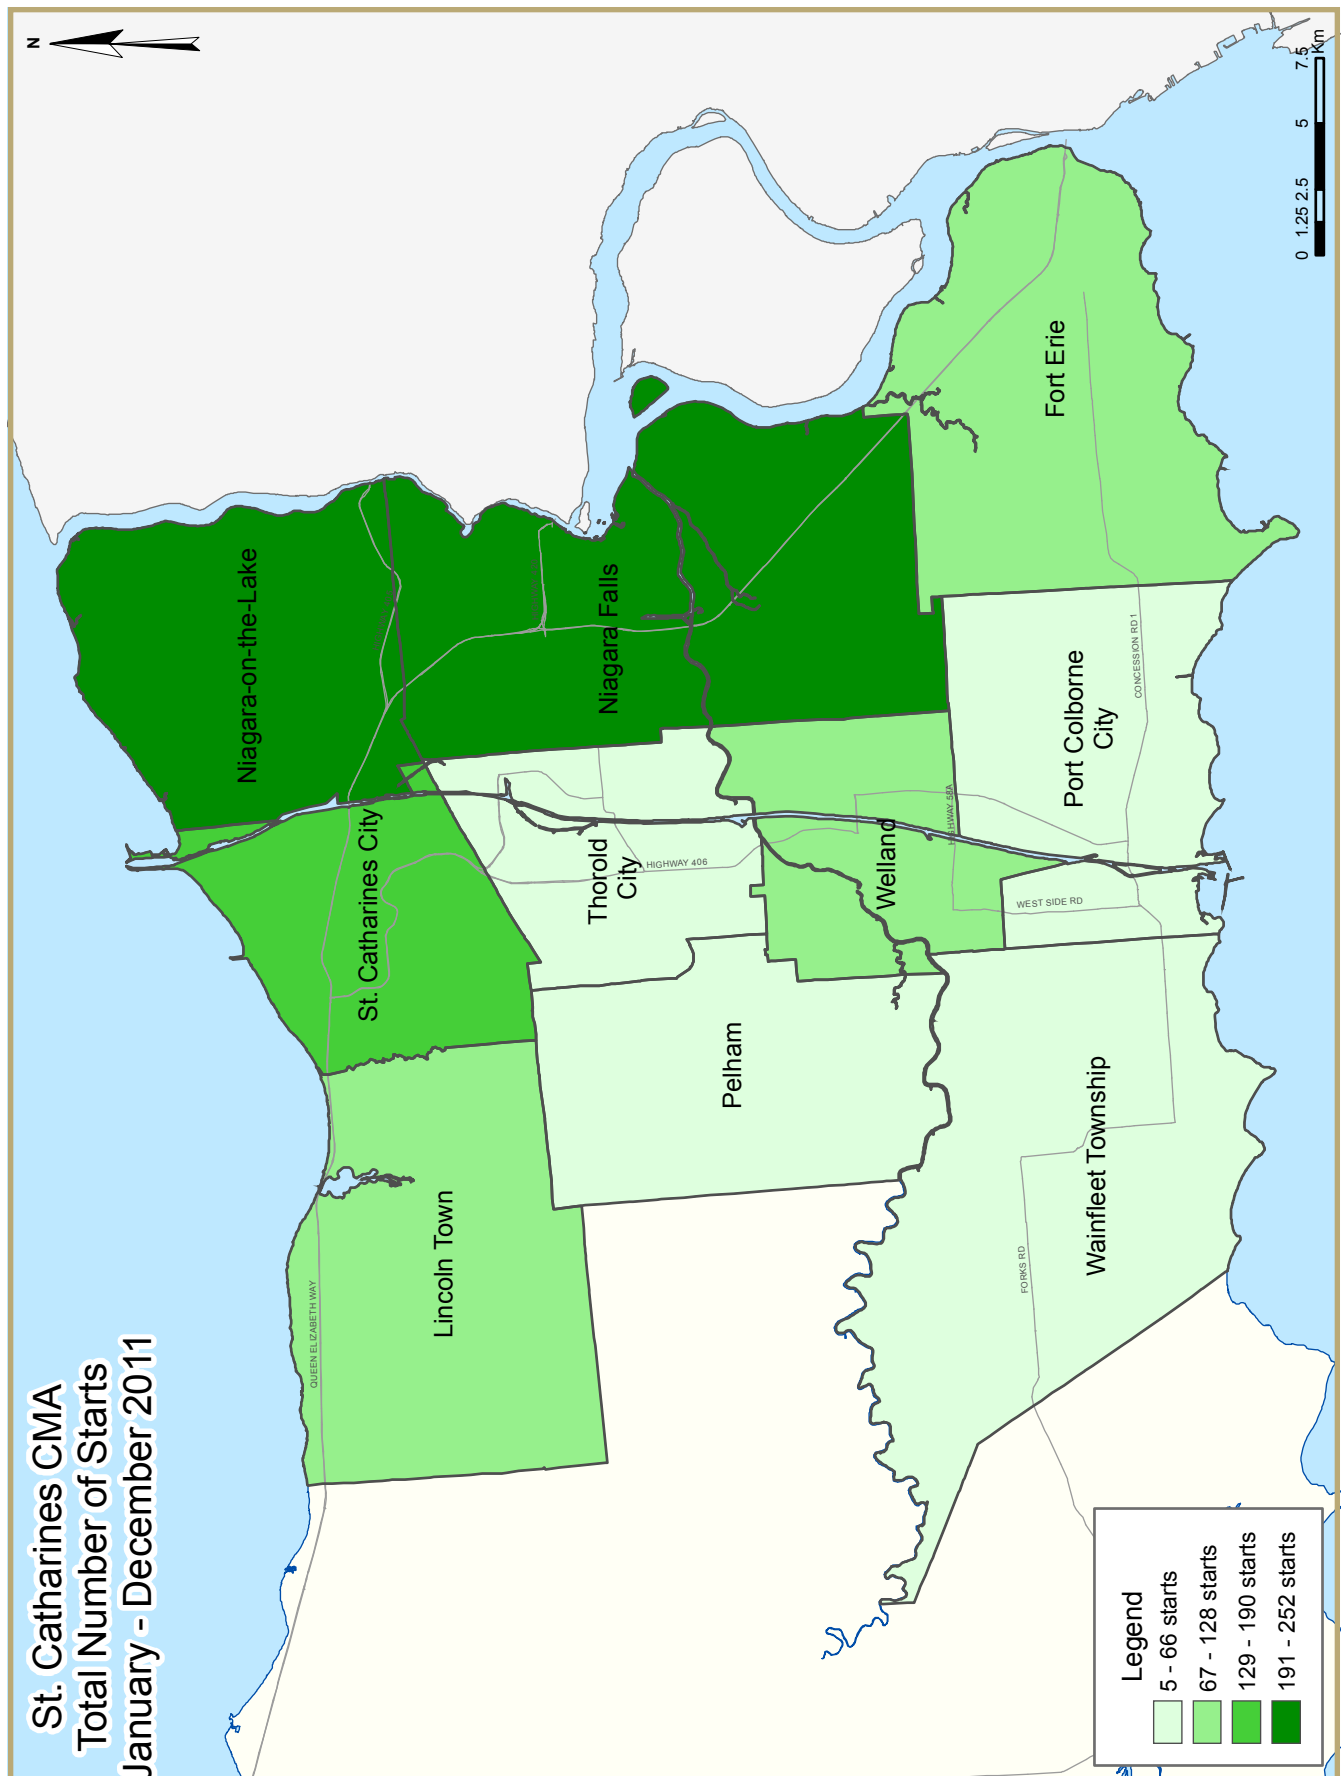 St. Catharines CMA
Total Number of Starts
January - December 2011
N
Niagara-on-the-Lake
St. Catharines City
Lincoln Town
QUEEN ELIZABETH WAY
Niagara Falls
Thorold
City
HIGHWAY 406
Pelham
Welland
HIGHWAY 58A
Fort Erie
Port Colborne
City
CONCESSION RD 1
WEST SIDE RD
Wainfleet Township
FORKS RD
Legend
5 - 66 starts
67 - 128 starts
129 - 190 starts
191 - 252 starts
0 1.25 2.5 5 7.5
Km